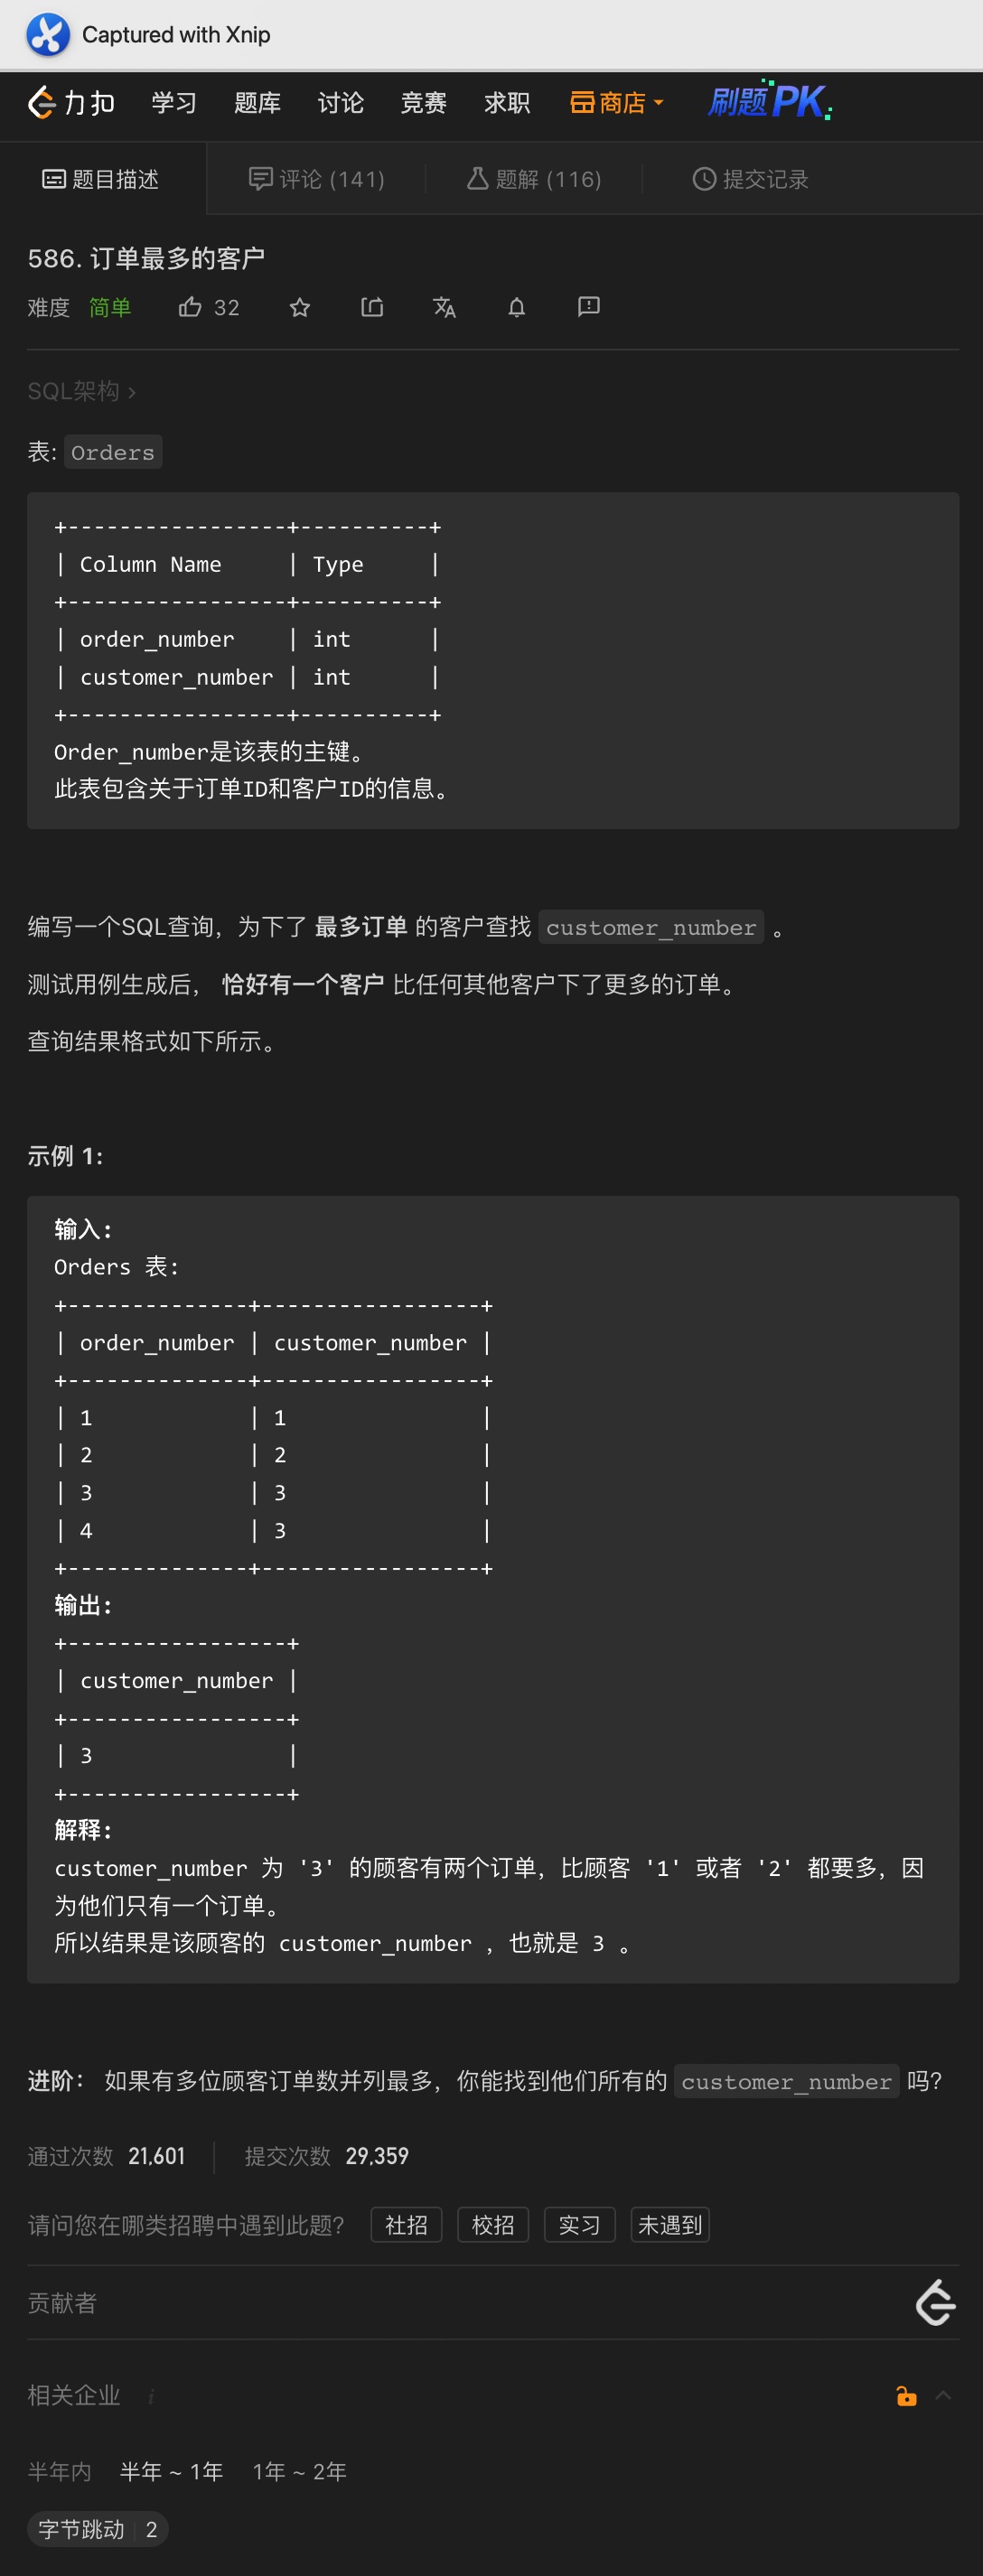 Captured with Xnip
力扣 学习 题库 讨论 竞赛 求职 商店 刷题PK.
题目描述 评论 (141) 题解 (116) 提交记录
586. 订单最多的客户
难度 简单 32
SQL架构 >
表: Orders
+-----------------+----------+
| Column Name     | Type     |
+-----------------+----------+
| order_number    | int      |
| customer_number | int      |
+-----------------+----------+
Order_number是该表的主键。
此表包含关于订单ID和客户ID的信息。
编写一个SQL查询，为下了 最多订单 的客户查找 customer_number 。
测试用例生成后， 恰好有一个客户 比任何其他客户下了更多的订单。
查询结果格式如下所示。
示例 1:
输入:
Orders 表:
+--------------+-----------------+
| order_number | customer_number |
+--------------+-----------------+
| 1            | 1               |
| 2            | 2               |
| 3            | 3               |
| 4            | 3               |
+--------------+-----------------+
输出:
+-----------------+
| customer_number |
+-----------------+
| 3               |
+-----------------+
解释:
customer_number 为 '3' 的顾客有两个订单，比顾客 '1' 或者 '2' 都要多，因
为他们只有一个订单。
所以结果是该顾客的 customer_number ，也就是 3 。
进阶： 如果有多位顾客订单数并列最多，你能找到他们所有的 customer_number 吗？
通过次数 21,601 提交次数 29,359
请问您在哪类招聘中遇到此题？ 社招 校招 实习 未遇到
贡献者
相关企业 i
半年内 半年 ~ 1年 1年 ~ 2年
字节跳动 2